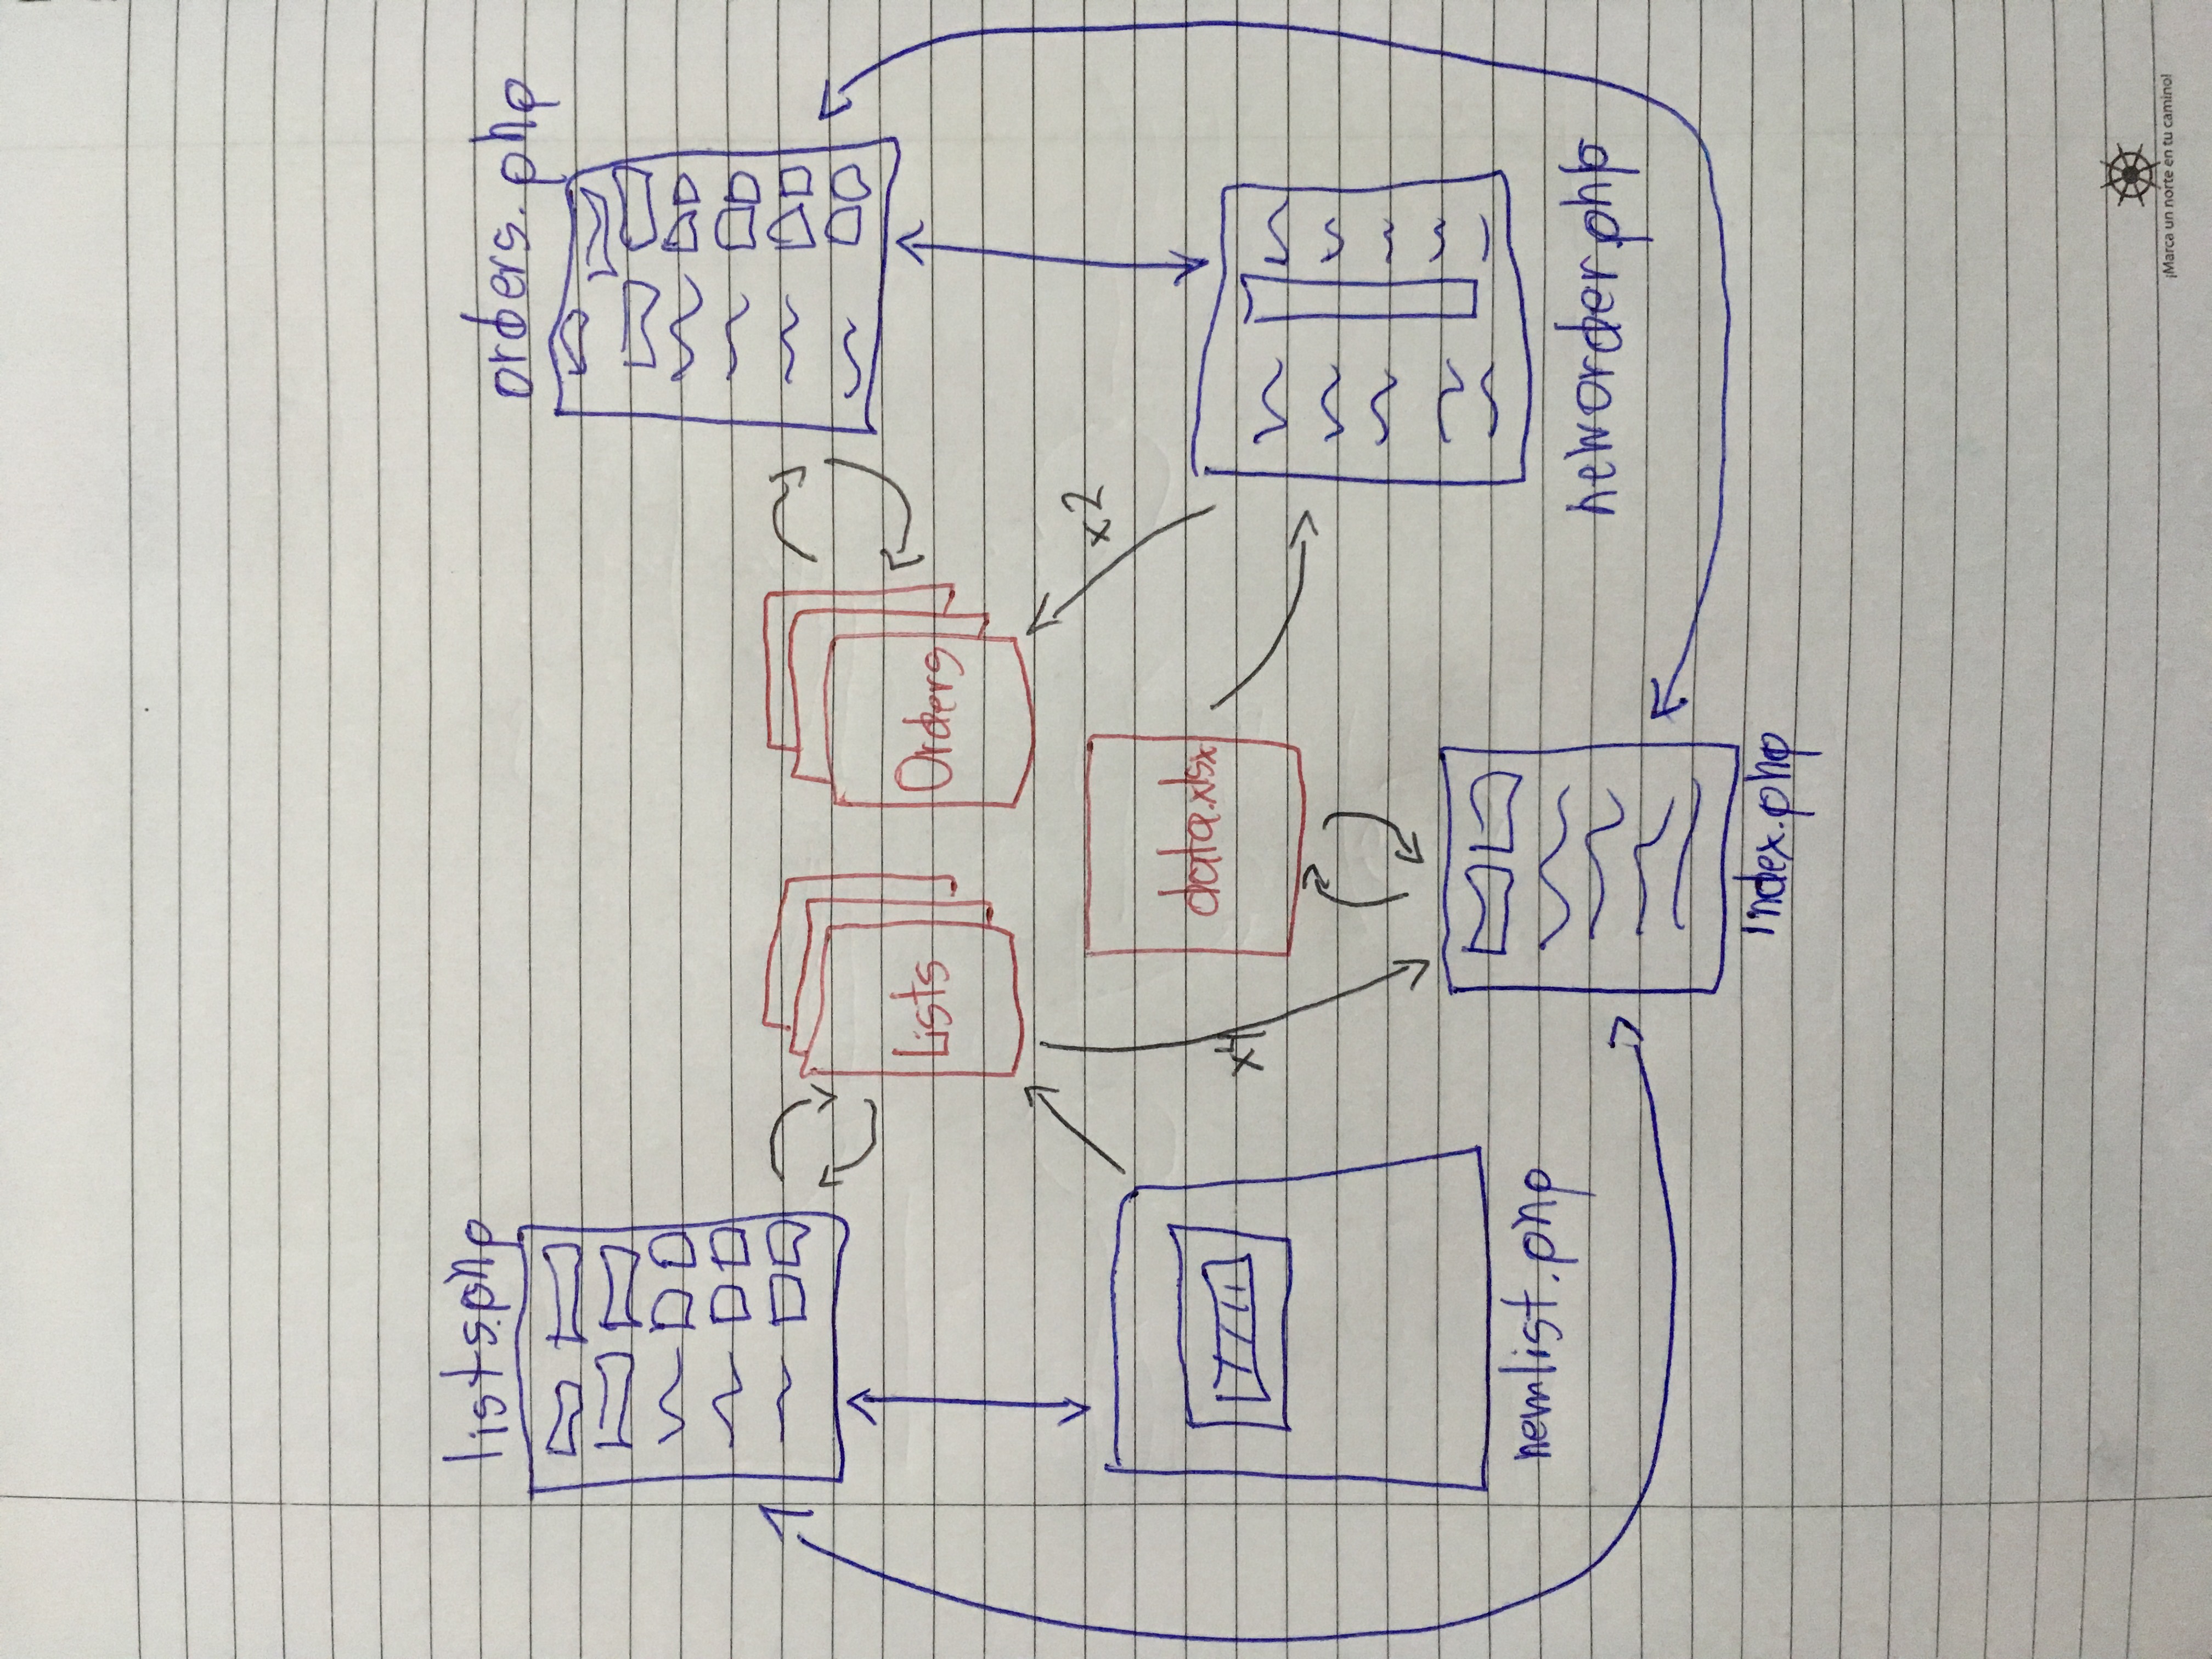 lists.php
orders.php
Lists
Orders
x2
data.xlsx
x4
newlist.php
neworder.php
index.php
¡Marca un norte en tu camino!